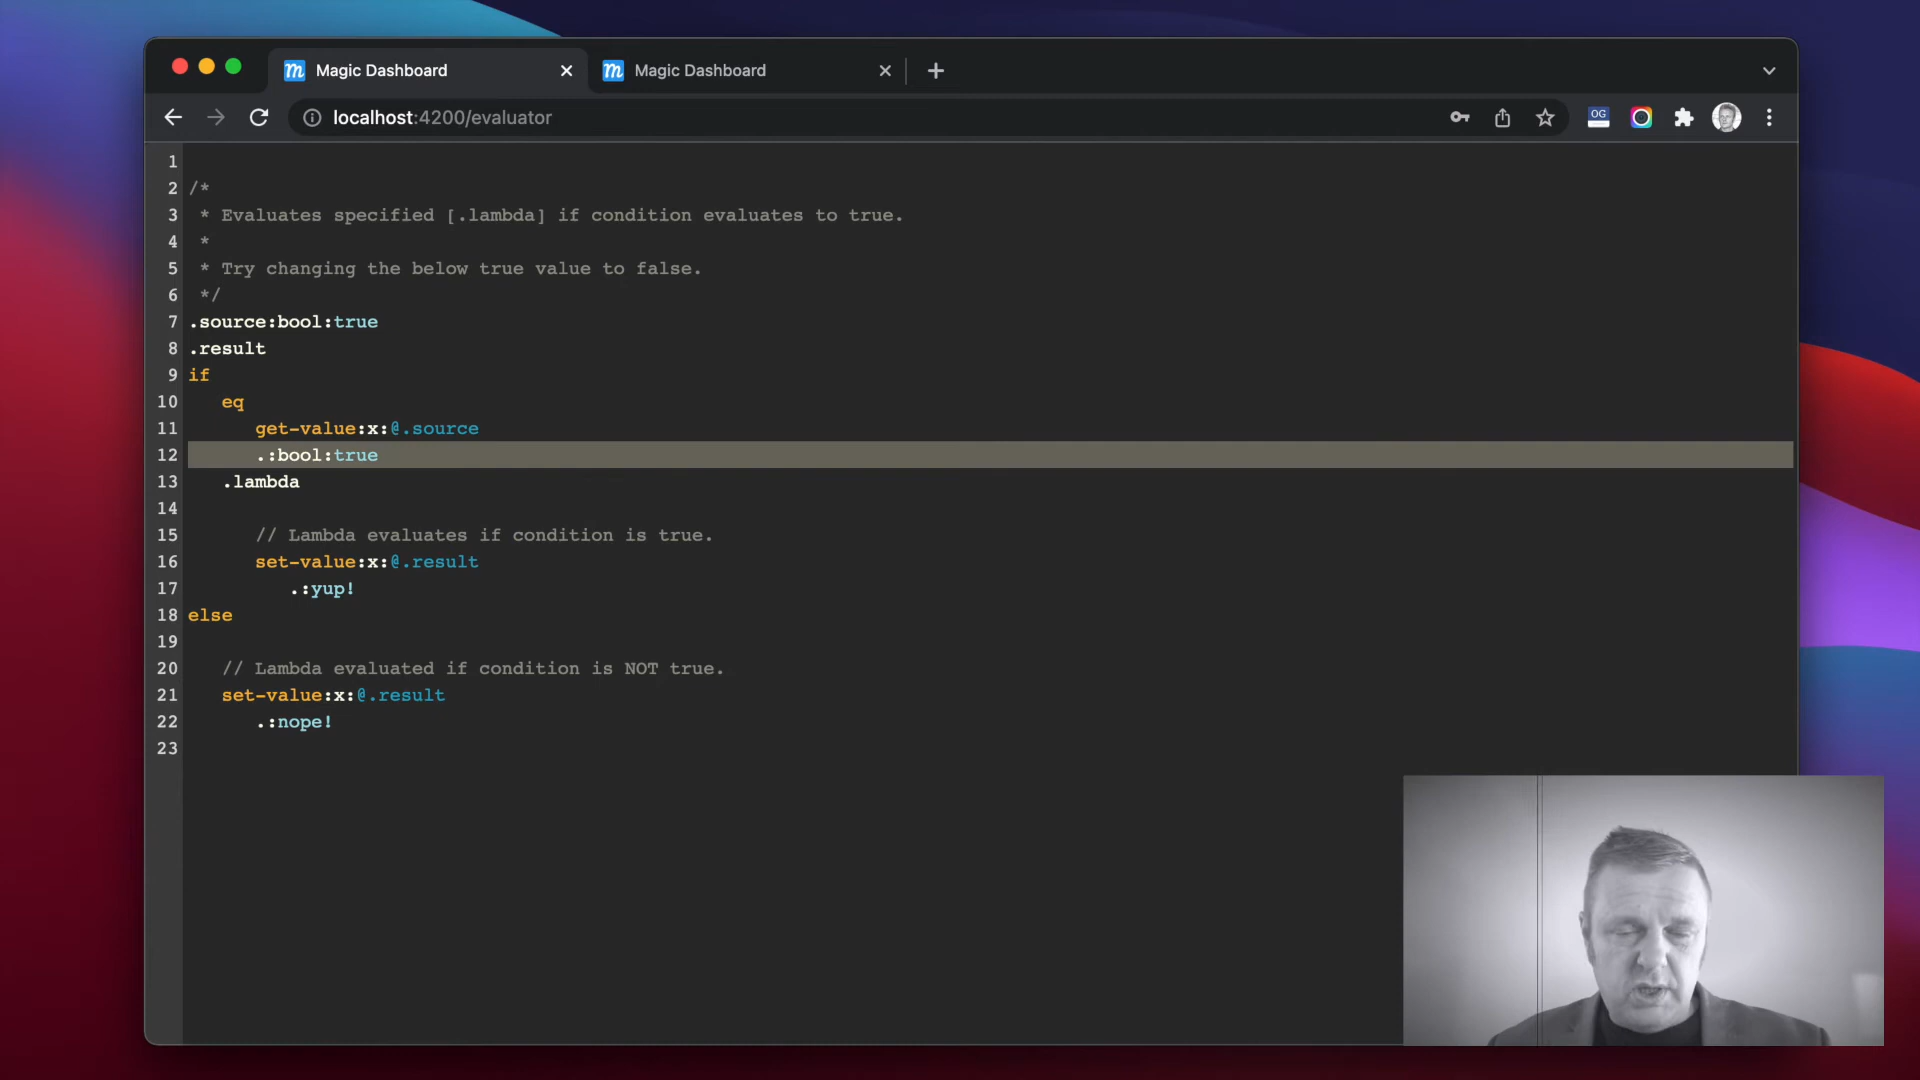 Magic Dashboard
Magic Dashboard
localhost:4200/evaluator
OG
1
2 /*
3  * Evaluates specified [.lambda] if condition evaluates to true.
4  *
5  * Try changing the below true value to false.
6  */
7 .source:bool:true
8 .result
9 if
10    eq
11       get-value:x:@.source
12       .:bool:true
13    .lambda
14
15       // Lambda evaluates if condition is true.
16       set-value:x:@.result
17          .:yup!
18 else
19
20    // Lambda evaluated if condition is NOT true.
21    set-value:x:@.result
22       .:nope!
23